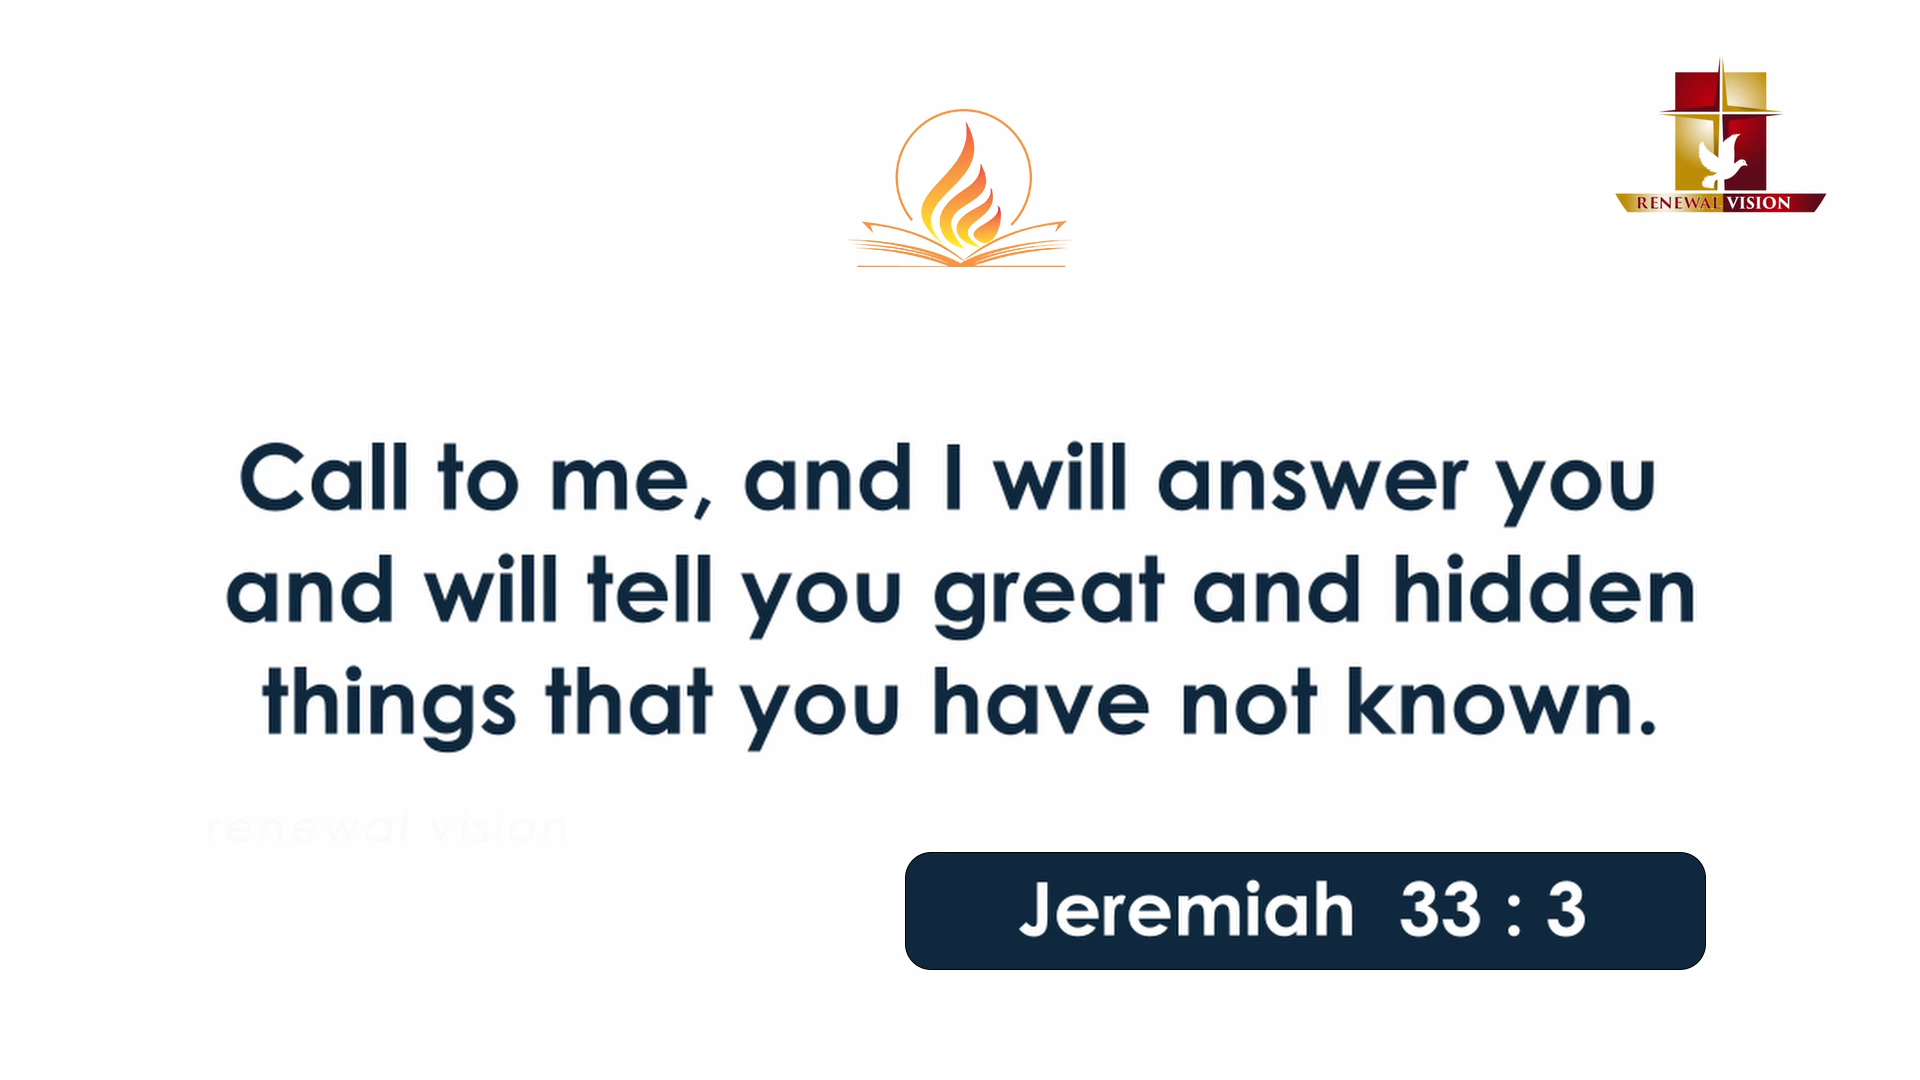 RENEWAL VISION
Call to me, and I will answer you
and will tell you great and hidden
things that you have not known.
renewal vision
Jeremiah 33 : 3